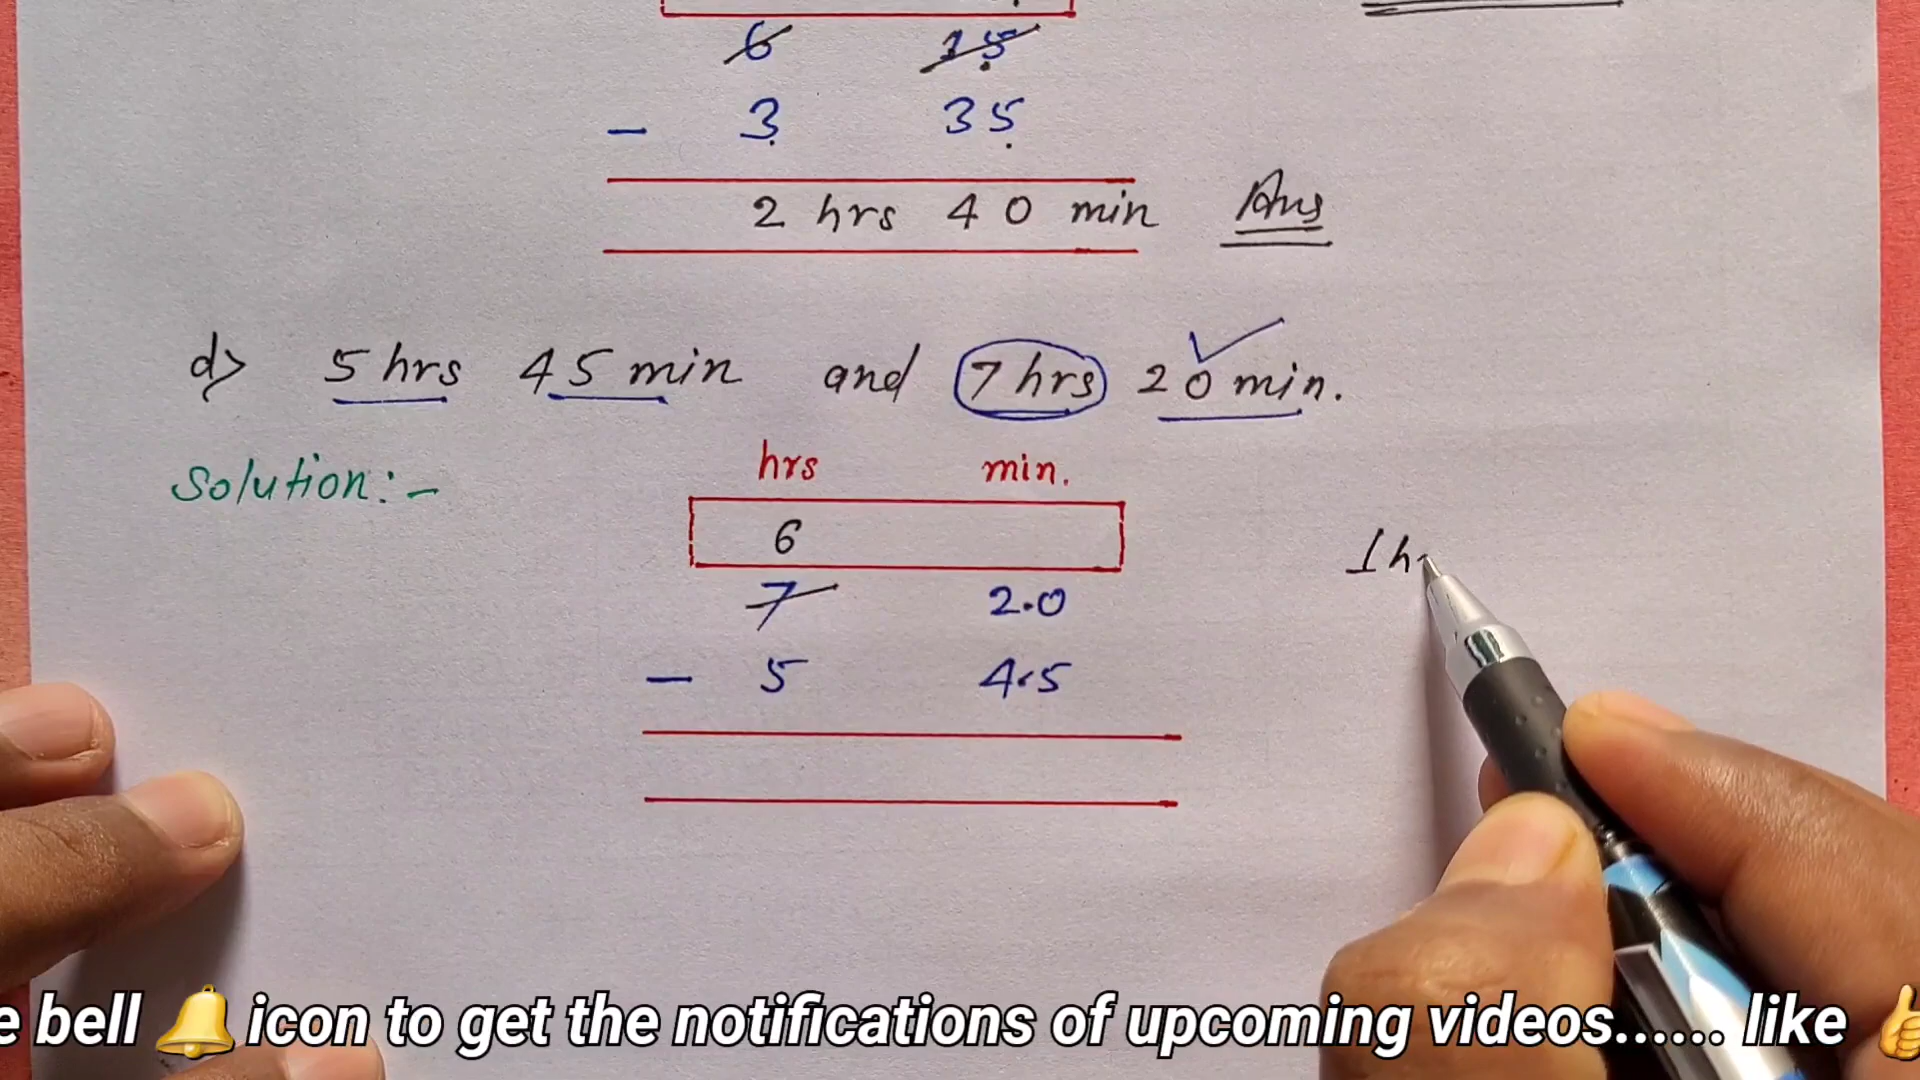 6 15
- 3 35
2 hrs 40 min Ans
d> 5 hrs 45 min and 7 hrs 20 min.
Solution:-
hrs min.
6
7 20
- 5 45
1 h
bell 🔔 icon to get the notifications of upcoming videos...... like 👍